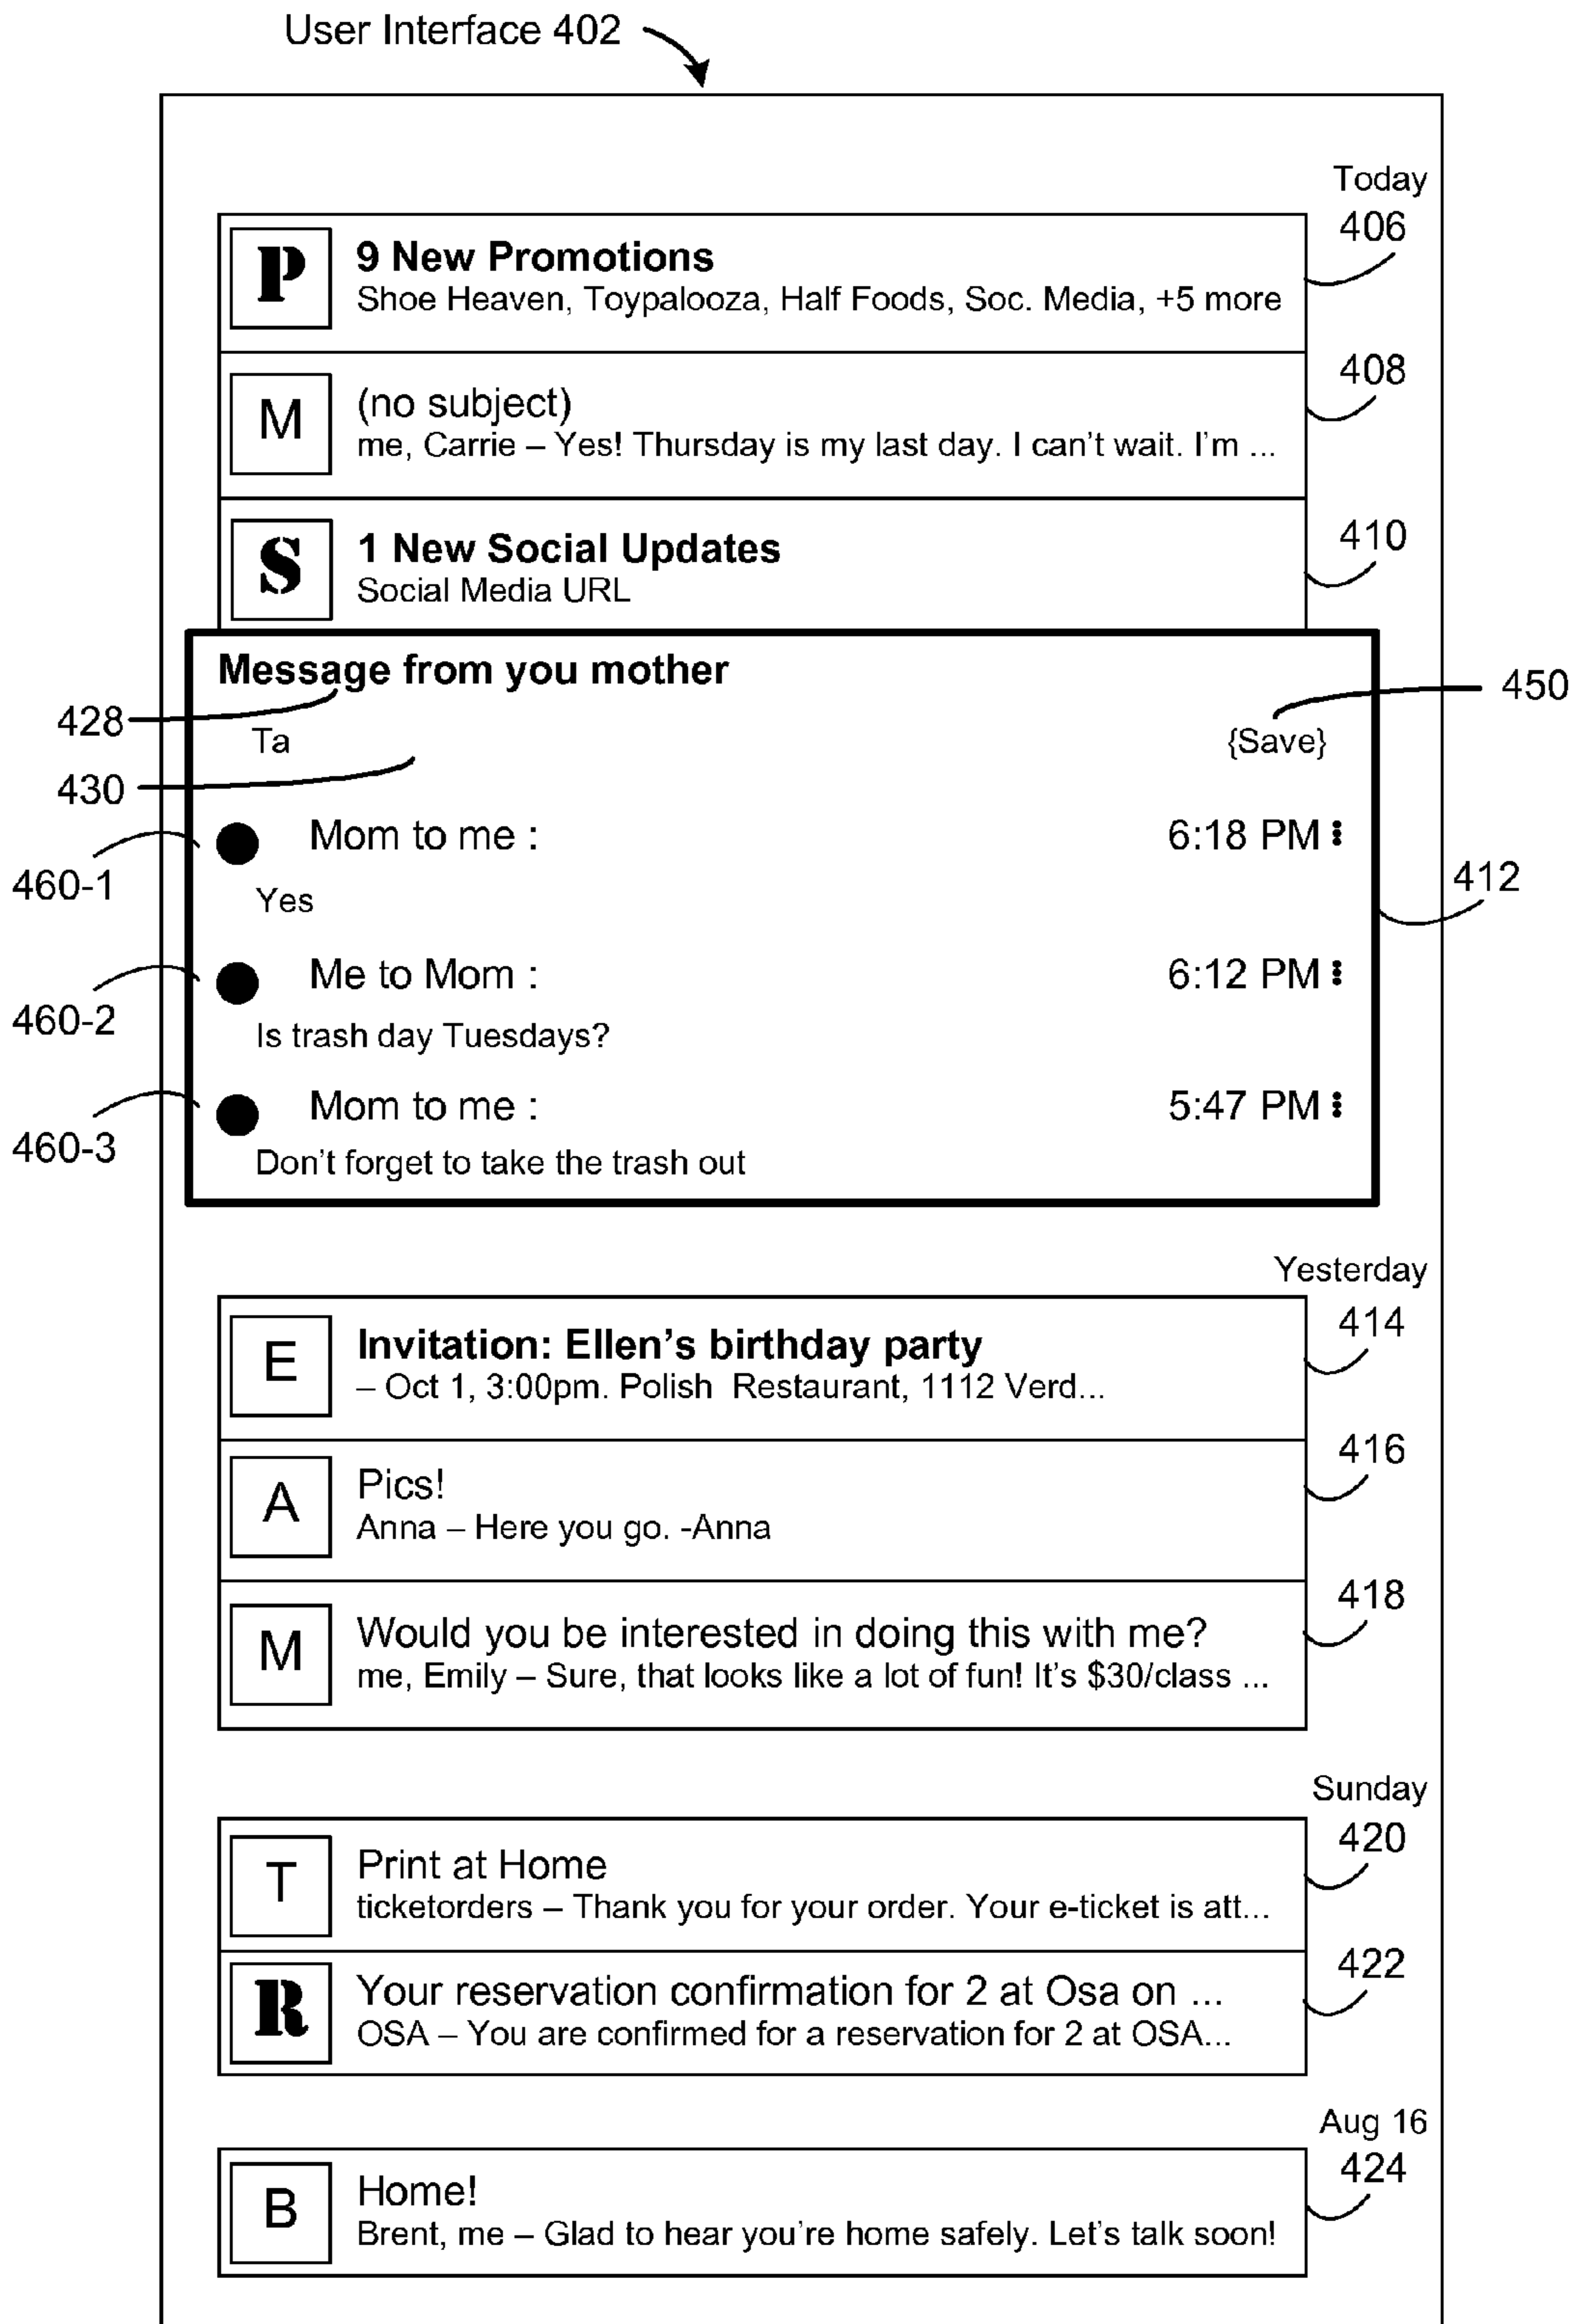 User Interface 402
Today
406
P
9 New Promotions
Shoe Heaven, Toypalooza, Half Foods, Soc. Media, +5 more
408
M
(no subject)
me, Carrie – Yes! Thursday is my last day. I can't wait. I'm ...
410
S
1 New Social Updates
Social Media URL
Message from you mother
450
428
Ta
{Save}
430
Mom to me :
6:18 PM
460-1
412
Yes
Me to Mom :
6:12 PM
460-2
Is trash day Tuesdays?
Mom to me :
5:47 PM
460-3
Don't forget to take the trash out
Yesterday
414
E
Invitation: Ellen's birthday party
– Oct 1, 3:00pm. Polish Restaurant, 1112 Verd...
416
A
Pics!
Anna – Here you go. -Anna
418
M
Would you be interested in doing this with me?
me, Emily – Sure, that looks like a lot of fun! It's $30/class ...
Sunday
420
T
Print at Home
ticketorders – Thank you for your order. Your e-ticket is att...
422
R
Your reservation confirmation for 2 at Osa on ...
OSA – You are confirmed for a reservation for 2 at OSA...
Aug 16
424
B
Home!
Brent, me – Glad to hear you're home safely. Let's talk soon!